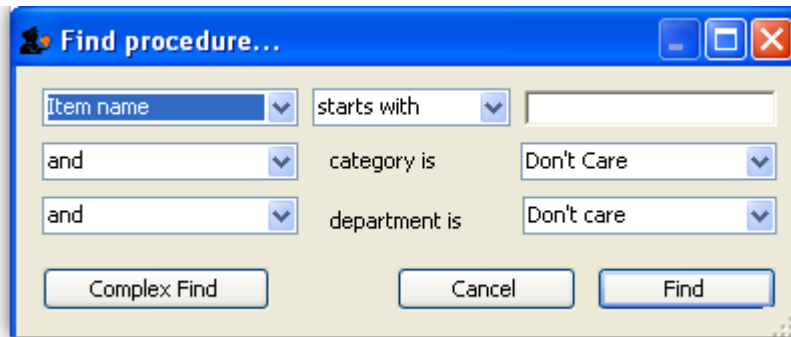 Find procedure...
Item name starts with
and category is Don't Care
and department is Don't care
Complex Find Cancel Find